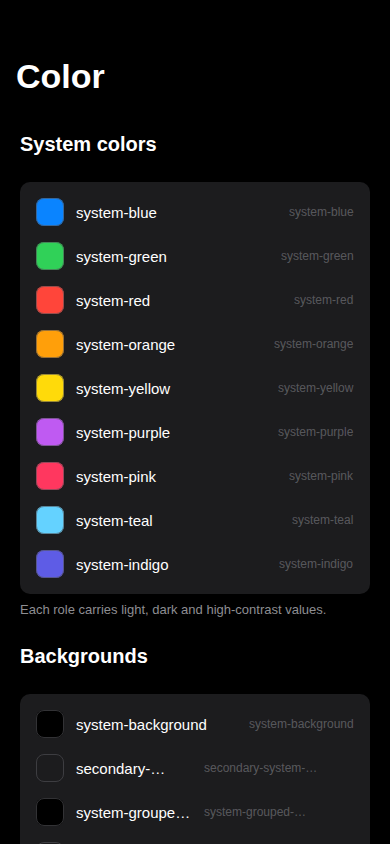 Color
System colors
system-blue system-blue
system-green system-green
system-red system-red
system-orange system-orange
system-yellow system-yellow
system-purple system-purple
system-pink system-pink
system-teal system-teal
system-indigo system-indigo
Each role carries light, dark and high-contrast values.
Backgrounds
system-background system-background
secondary-… secondary-system-…
system-groupe… system-grouped-…